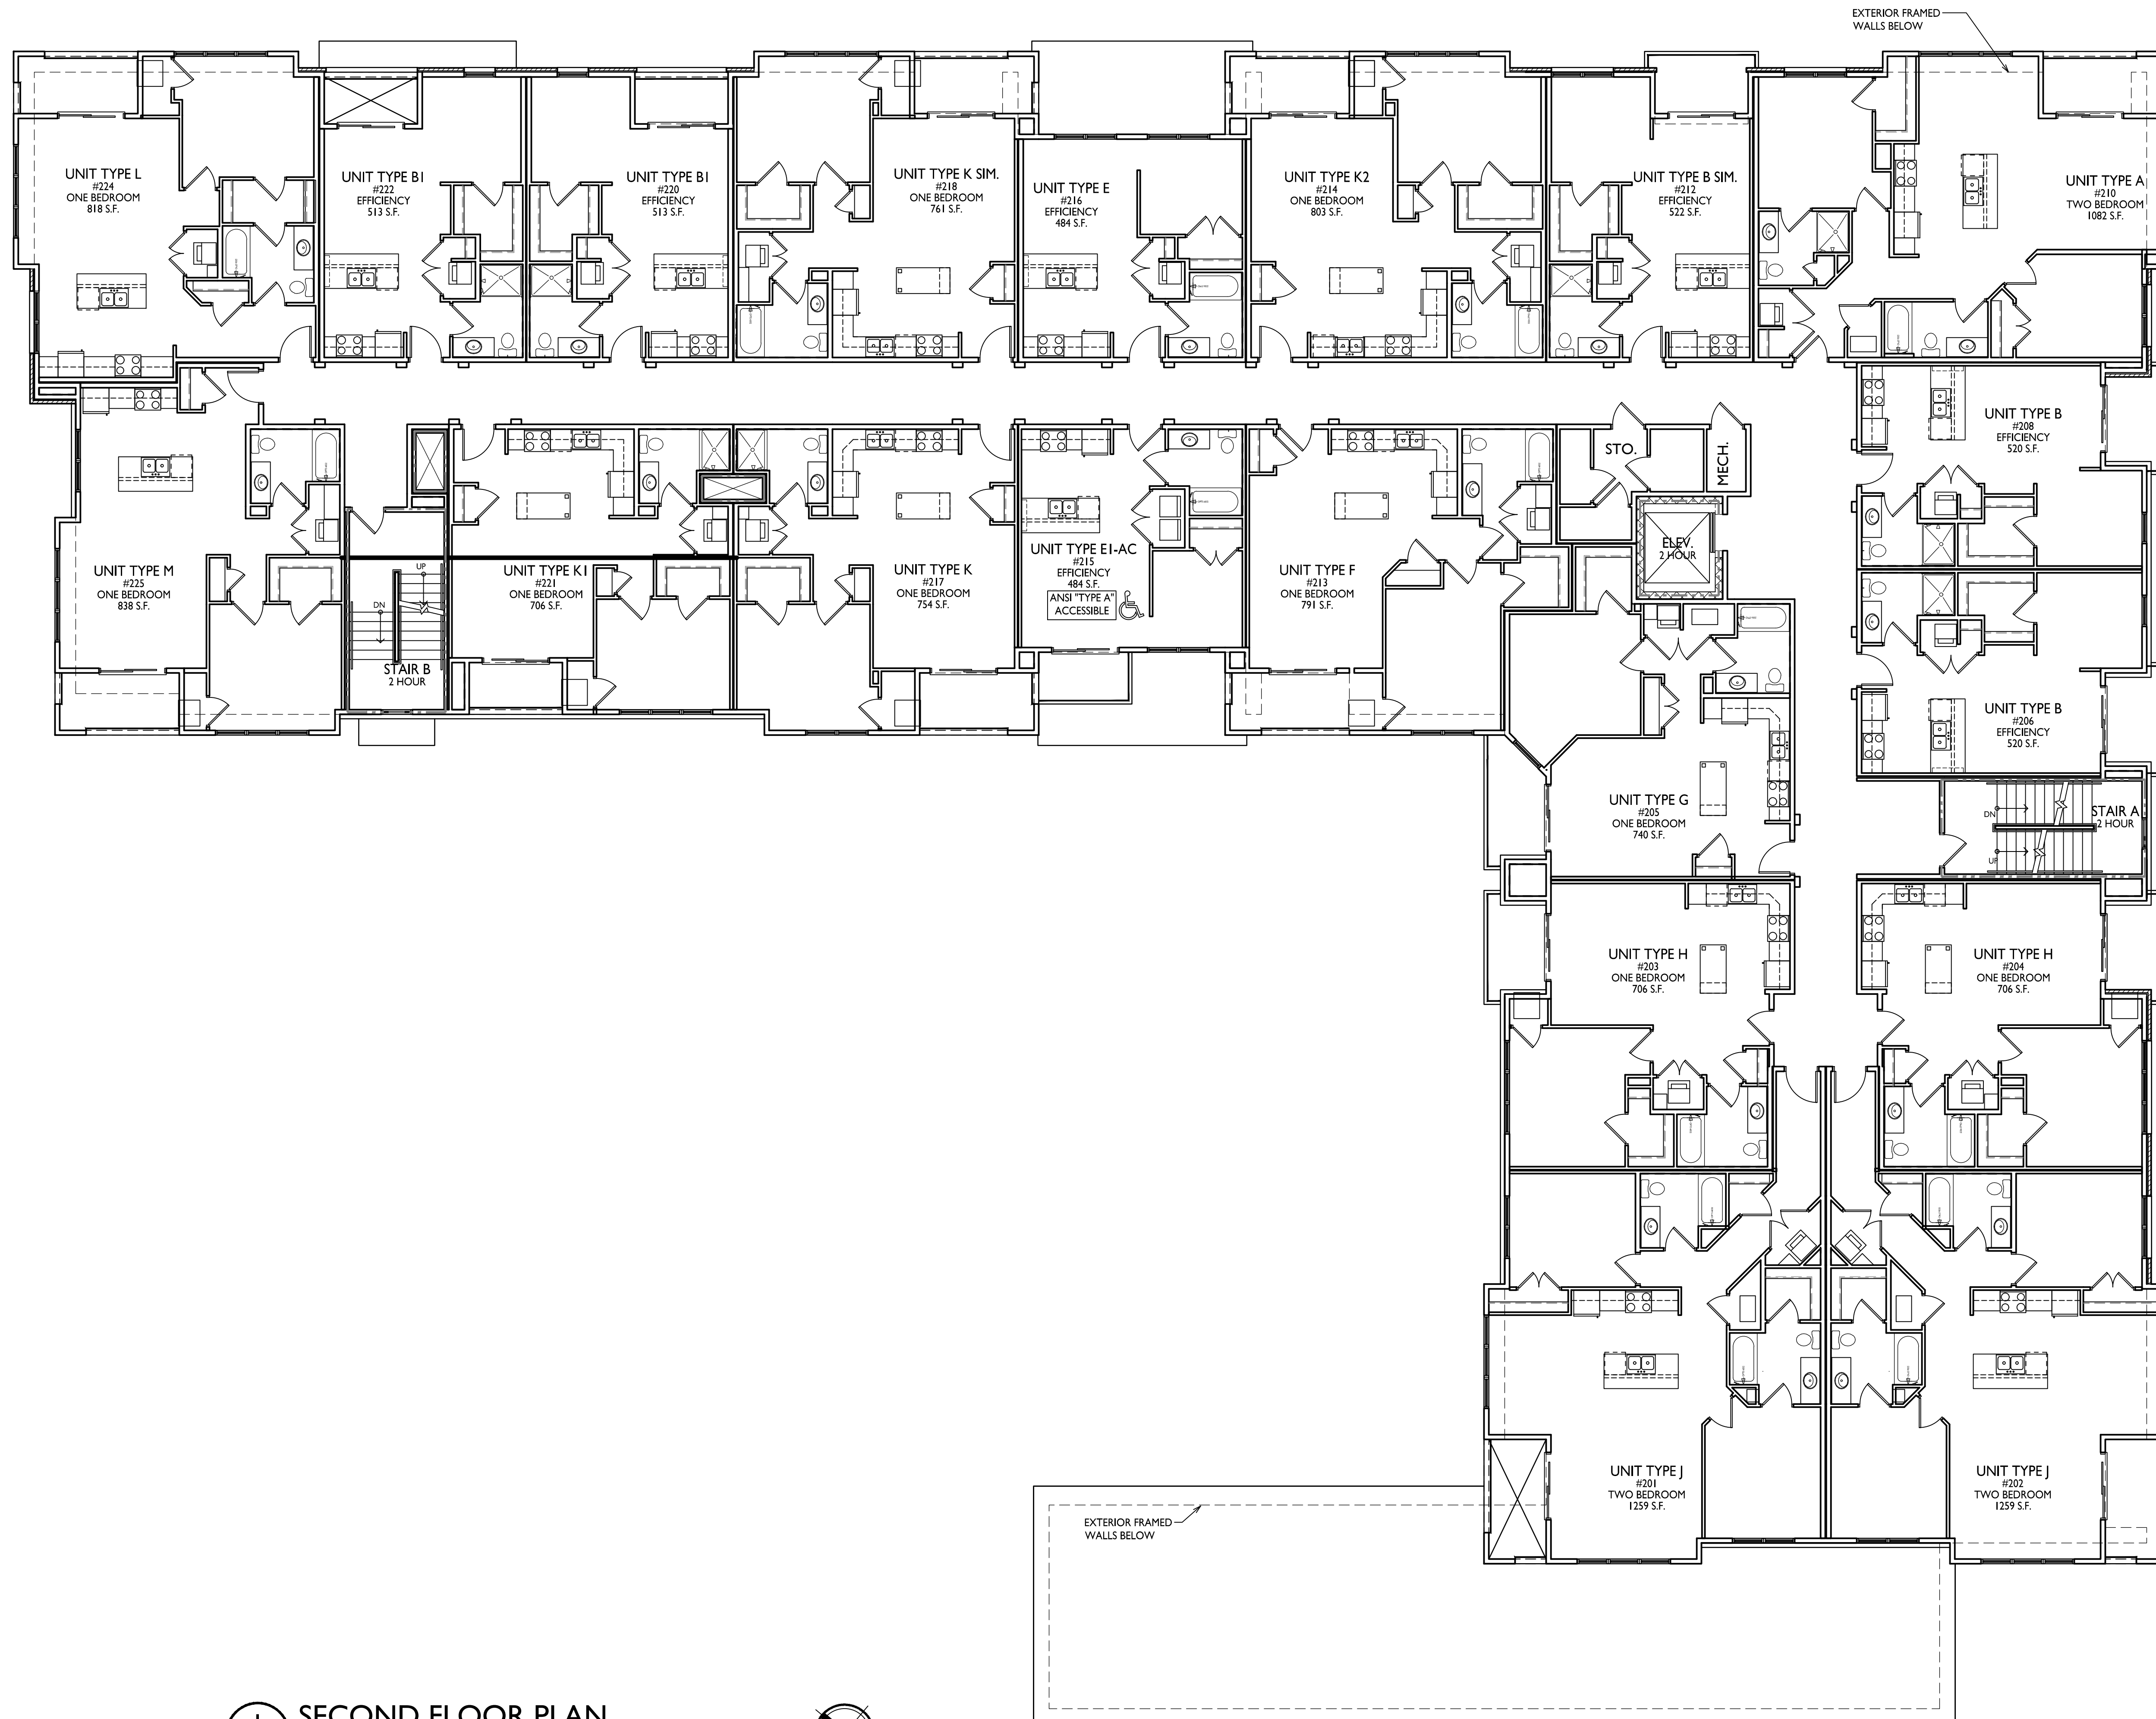 EXTERIOR FRAMED
WALLS BELOW
UNIT TYPE L
#224
ONE BEDROOM
818 S.F.
UNIT TYPE B1
#222
EFFICIENCY
513 S.F.
UNIT TYPE B1
#220
EFFICIENCY
513 S.F.
UNIT TYPE K SIM.
#218
ONE BEDROOM
761 S.F.
UNIT TYPE E
#216
EFFICIENCY
484 S.F.
UNIT TYPE K2
#214
ONE BEDROOM
803 S.F.
UNIT TYPE B SIM.
#212
EFFICIENCY
522 S.F.
UNIT TYPE A
#210
TWO BEDROOM
1082 S.F.
UNIT TYPE B
#208
EFFICIENCY
520 S.F.
STO.
MECH.
ELEV.
2 HOUR
UNIT TYPE M
#225
ONE BEDROOM
838 S.F.
UP
DN
STAIR B
2 HOUR
UNIT TYPE K1
#221
ONE BEDROOM
706 S.F.
UNIT TYPE K
#217
ONE BEDROOM
754 S.F.
UNIT TYPE E1-AC
#215
EFFICIENCY
484 S.F.
ANSI "TYPE A"
ACCESSIBLE
UNIT TYPE F
#213
ONE BEDROOM
791 S.F.
UNIT TYPE B
#206
EFFICIENCY
520 S.F.
UNIT TYPE G
#205
ONE BEDROOM
740 S.F.
DN
UP
STAIR A
2 HOUR
UNIT TYPE H
#203
ONE BEDROOM
706 S.F.
UNIT TYPE H
#204
ONE BEDROOM
706 S.F.
UNIT TYPE J
#201
TWO BEDROOM
1259 S.F.
UNIT TYPE J
#202
TWO BEDROOM
1259 S.F.
EXTERIOR FRAMED
WALLS BELOW
SECOND FLOOR PLAN